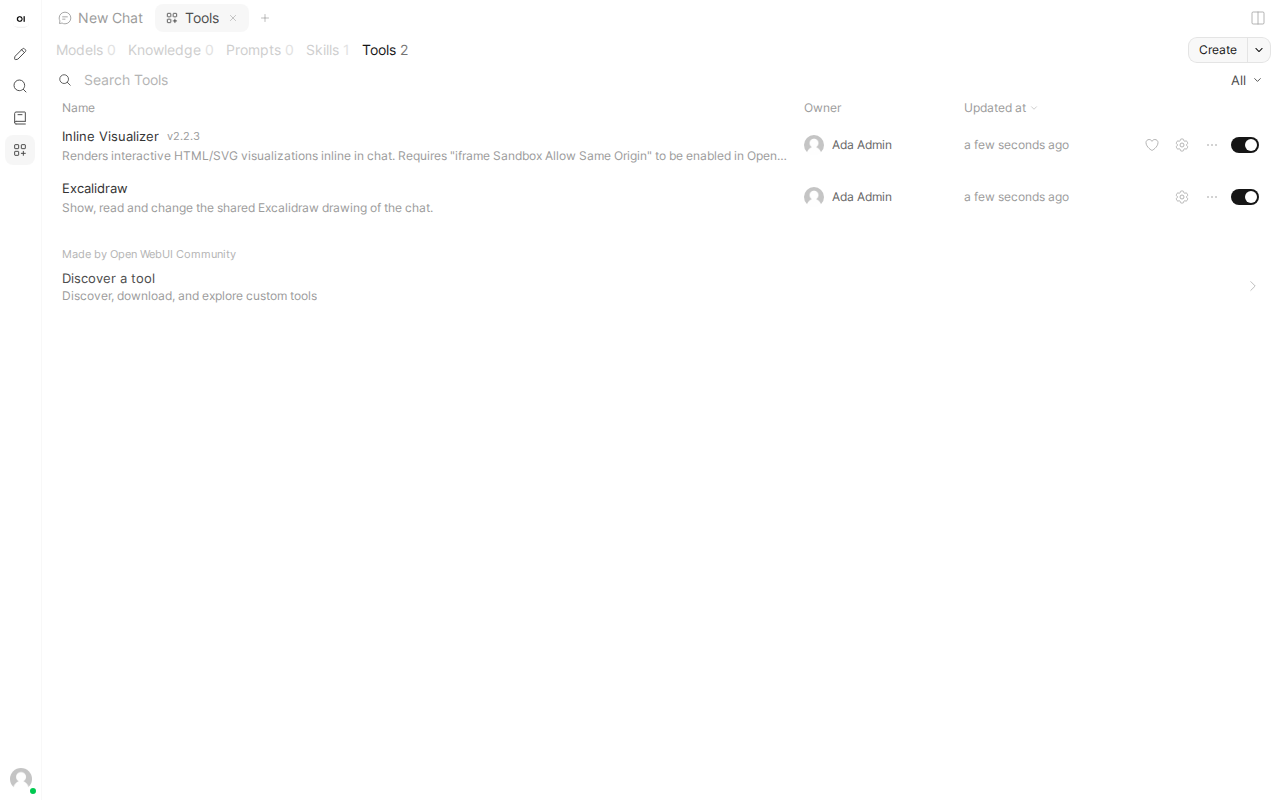 OI
New Chat
Tools
Models 0 Knowledge 0 Prompts 0 Skills 1 Tools 2
Create
Search Tools
All
Name Owner Updated at
Inline Visualizer v2.2.3
Renders interactive HTML/SVG visualizations inline in chat. Requires "iframe Sandbox Allow Same Origin" to be enabled in Open...
Ada Admin
a few seconds ago
Excalidraw
Show, read and change the shared Excalidraw drawing of the chat.
Ada Admin
a few seconds ago
Made by Open WebUI Community
Discover a tool
Discover, download, and explore custom tools